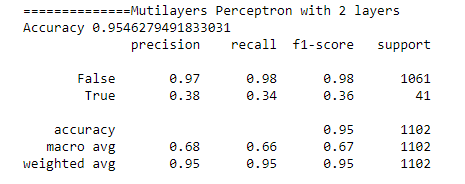 ==============Mutilayers Perceptron with 2 layers
Accuracy 0.9546279491833031
precision recall f1-score support
False 0.97 0.98 0.98 1061
True 0.38 0.34 0.36 41
accuracy 0.95 1102
macro avg 0.68 0.66 0.67 1102
weighted avg 0.95 0.95 0.95 1102